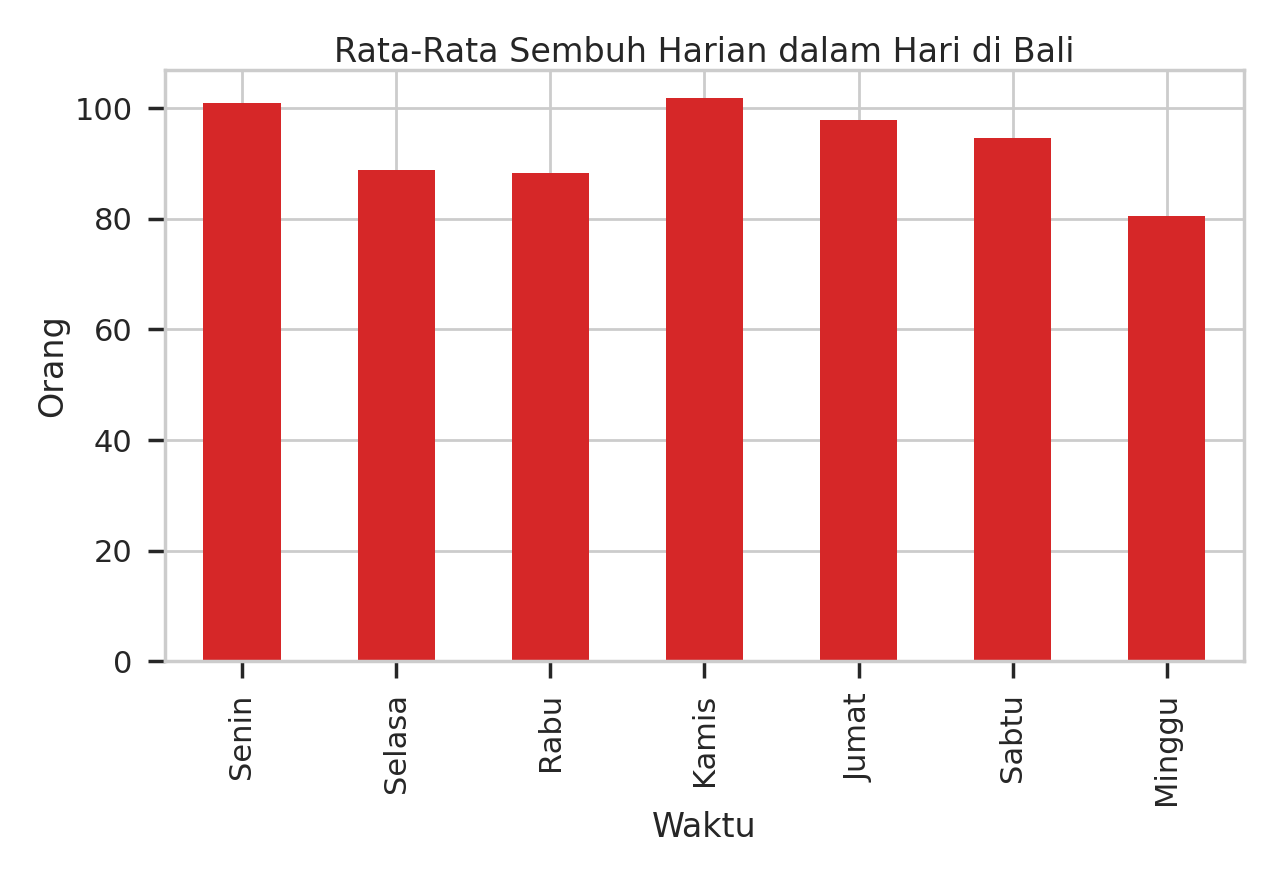 Rata-Rata Sembuh Harian dalam Hari di Bali
Orang
100
80
60
40
20
0
Senin
Selasa
Rabu
Kamis
Jumat
Sabtu
Minggu
Waktu